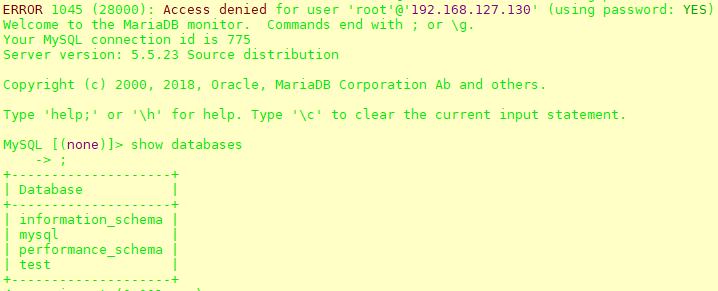 ERROR 1045 (28000): Access denied for user 'root'@'192.168.127.130' (using password: YES)
Welcome to the MariaDB monitor.  Commands end with ; or \g.
Your MySQL connection id is 775
Server version: 5.5.23 Source distribution
Copyright (c) 2000, 2018, Oracle, MariaDB Corporation Ab and others.
Type 'help;' or '\h' for help. Type '\c' to clear the current input statement.
MySQL [(none)]> show databases
    -> ;
+--------------------+
| Database           |
+--------------------+
| information_schema |
| mysql              |
| performance_schema |
| test               |
+--------------------+